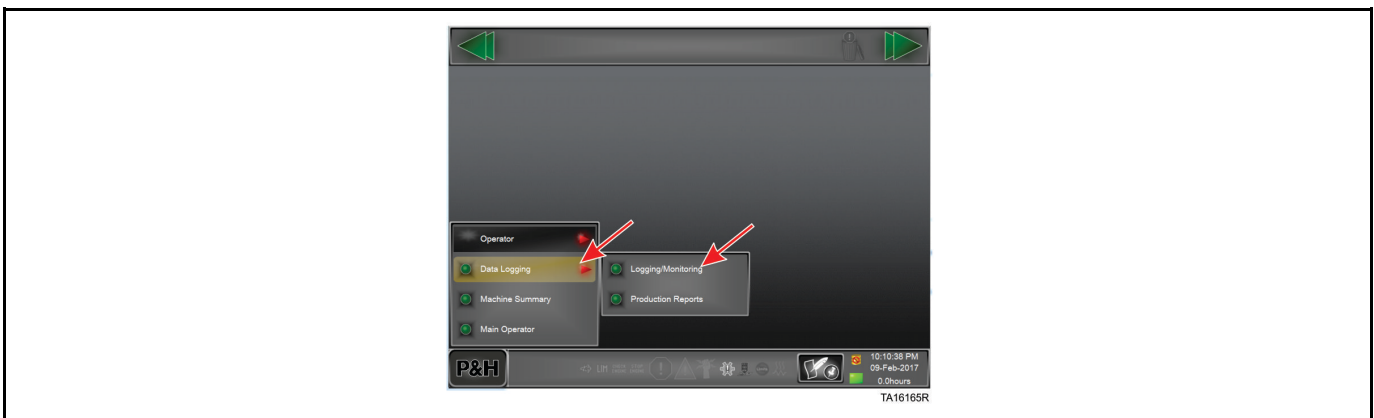 Operator
Data Logging
Logging/Monitoring
Machine Summary
Production Reports
Main Operator
P&H
LIM
10:10:38 PM
09-Feb-2017
0.0hours
TA16165R